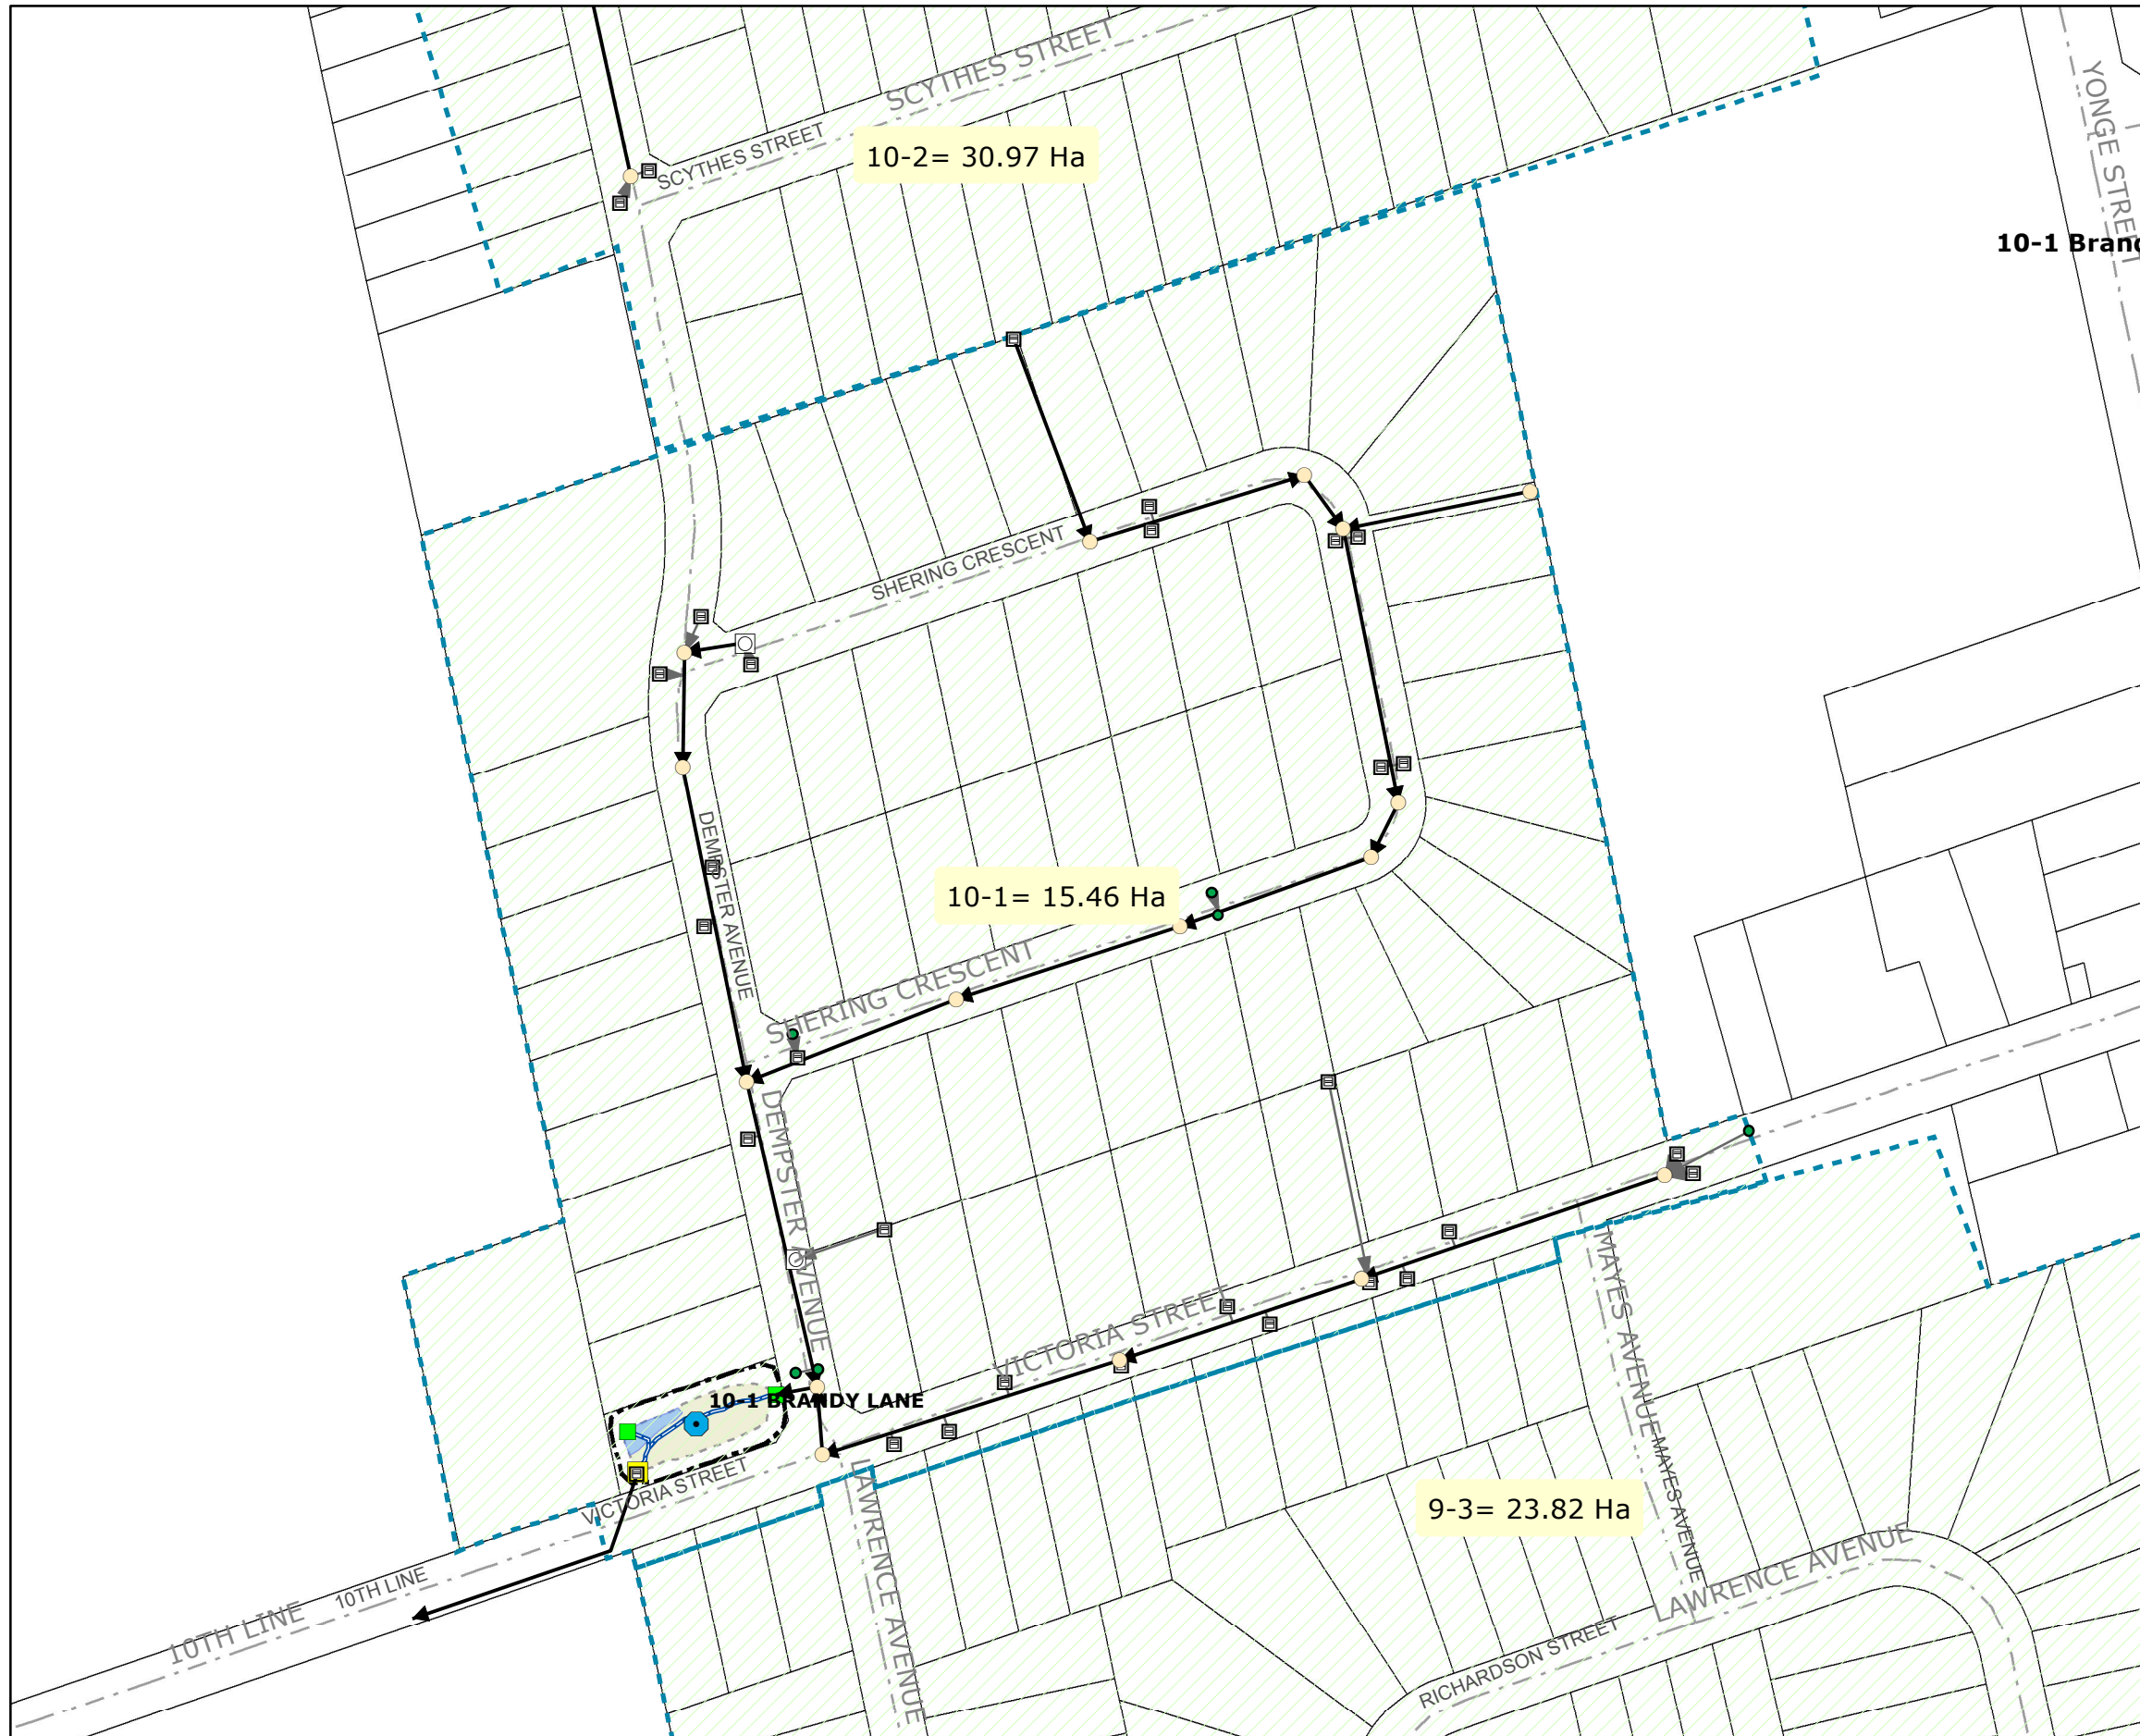 SCYTHES STREET
SCYTHES STREET
10-2= 30.97 Ha
YONGE STREET
10-1 Brand
SHERING CRESCENT
DEMPSTER AVENUE
10-1= 15.46 Ha
SHERING CRESCENT
DEMPSTER AVENUE
MAYES AVENUE
VICTORIA STREET
10-1 BRANDY LANE
MAYES AVENUE
VICTORIA STREET
LAWRENCE AVENUE
9-3= 23.82 Ha
LAWRENCE AVENUE
10TH LINE
10TH LINE
RICHARDSON STREET